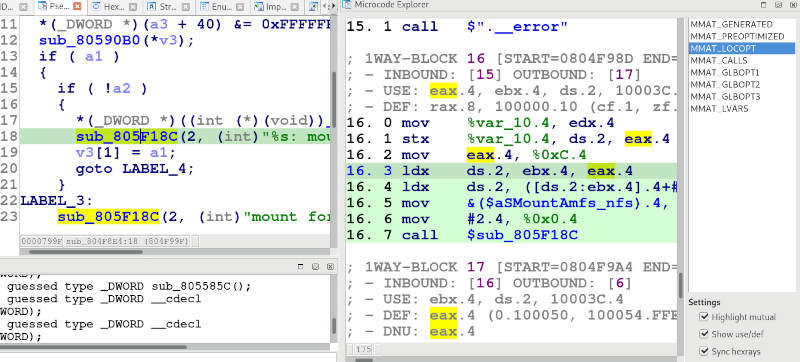 Pse...
Hex...
Str...
Enu...
Imp...
11 *(_DWORD *)(a3 + 40) &= 0xFFFFFF
12 sub_80590B0(*v3);
13 if ( a1 )
14 {
15 if ( !a2 )
16 {
17 *(_DWORD *)((int (*)(void))_
18 sub_805F18C(2, (int)"%s: mou
19 v3[1] = a1;
20 goto LABEL_4;
21 }
22 LABEL_3:
23 sub_805F18C(2, (int)"mount for
0000799F sub_804F8E4:18 (804F99F)
WORD);
guessed type _DWORD sub_805585C();
guessed type _DWORD __cdecl
WORD);
guessed type _DWORD __cdecl
WORD);
Microcode Explorer
15. 1 call $".__error"
; 1WAY-BLOCK 16 [START=0804F98D END=
; - INBOUND: [15] OUTBOUND: [17]
; - USE: eax.4, ebx.4, ds.2, 10003C.
; - DEF: rax.8, 100000.10 (cf.1, zf.
16. 0 mov %var_10.4, edx.4
16. 1 stx %var_10.4, ds.2, eax.4
16. 2 mov eax.4, %0xC.4
16. 3 ldx ds.2, ebx.4, eax.4
16. 4 ldx ds.2, ([ds.2:ebx.4].4+#
16. 5 mov &($aSMountAmfs_nfs).4,
16. 6 mov #2.4, %0x0.4
16. 7 call $sub_805F18C
; 1WAY-BLOCK 17 [START=0804F9A4 END=
; - INBOUND: [16] OUTBOUND: [6]
; - USE: ebx.4, ds.2, 10003C.4
; - DEF: eax.4 (0.100050, 100054.FFE
; - DNU: eax.4
175
MMAT_GENERATED
MMAT_PREOPTIMIZED
MMAT_LOCOPT
MMAT_CALLS
MMAT_GLBOPT1
MMAT_GLBOPT2
MMAT_GLBOPT3
MMAT_LVARS
Settings
Highlight mutual
Show use/def
Sync hexrays